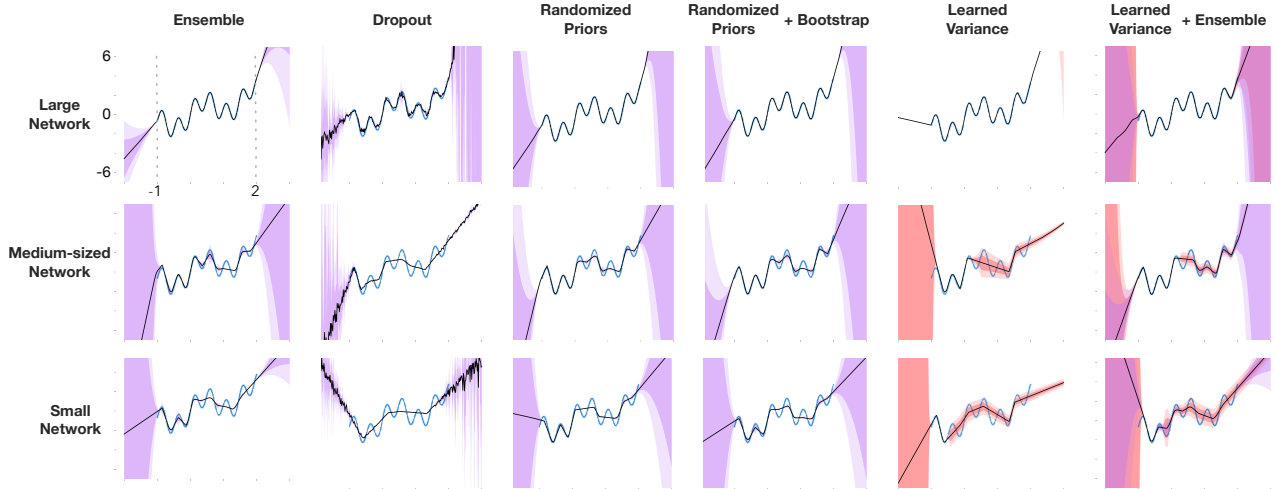 Ensemble
Dropout
Randomized
Priors
Randomized
Priors
+ Bootstrap
Learned
Variance
Learned
Variance
+ Ensemble
Large
Network
6
0
-6
-1
2
Medium-sized
Network
Small
Network